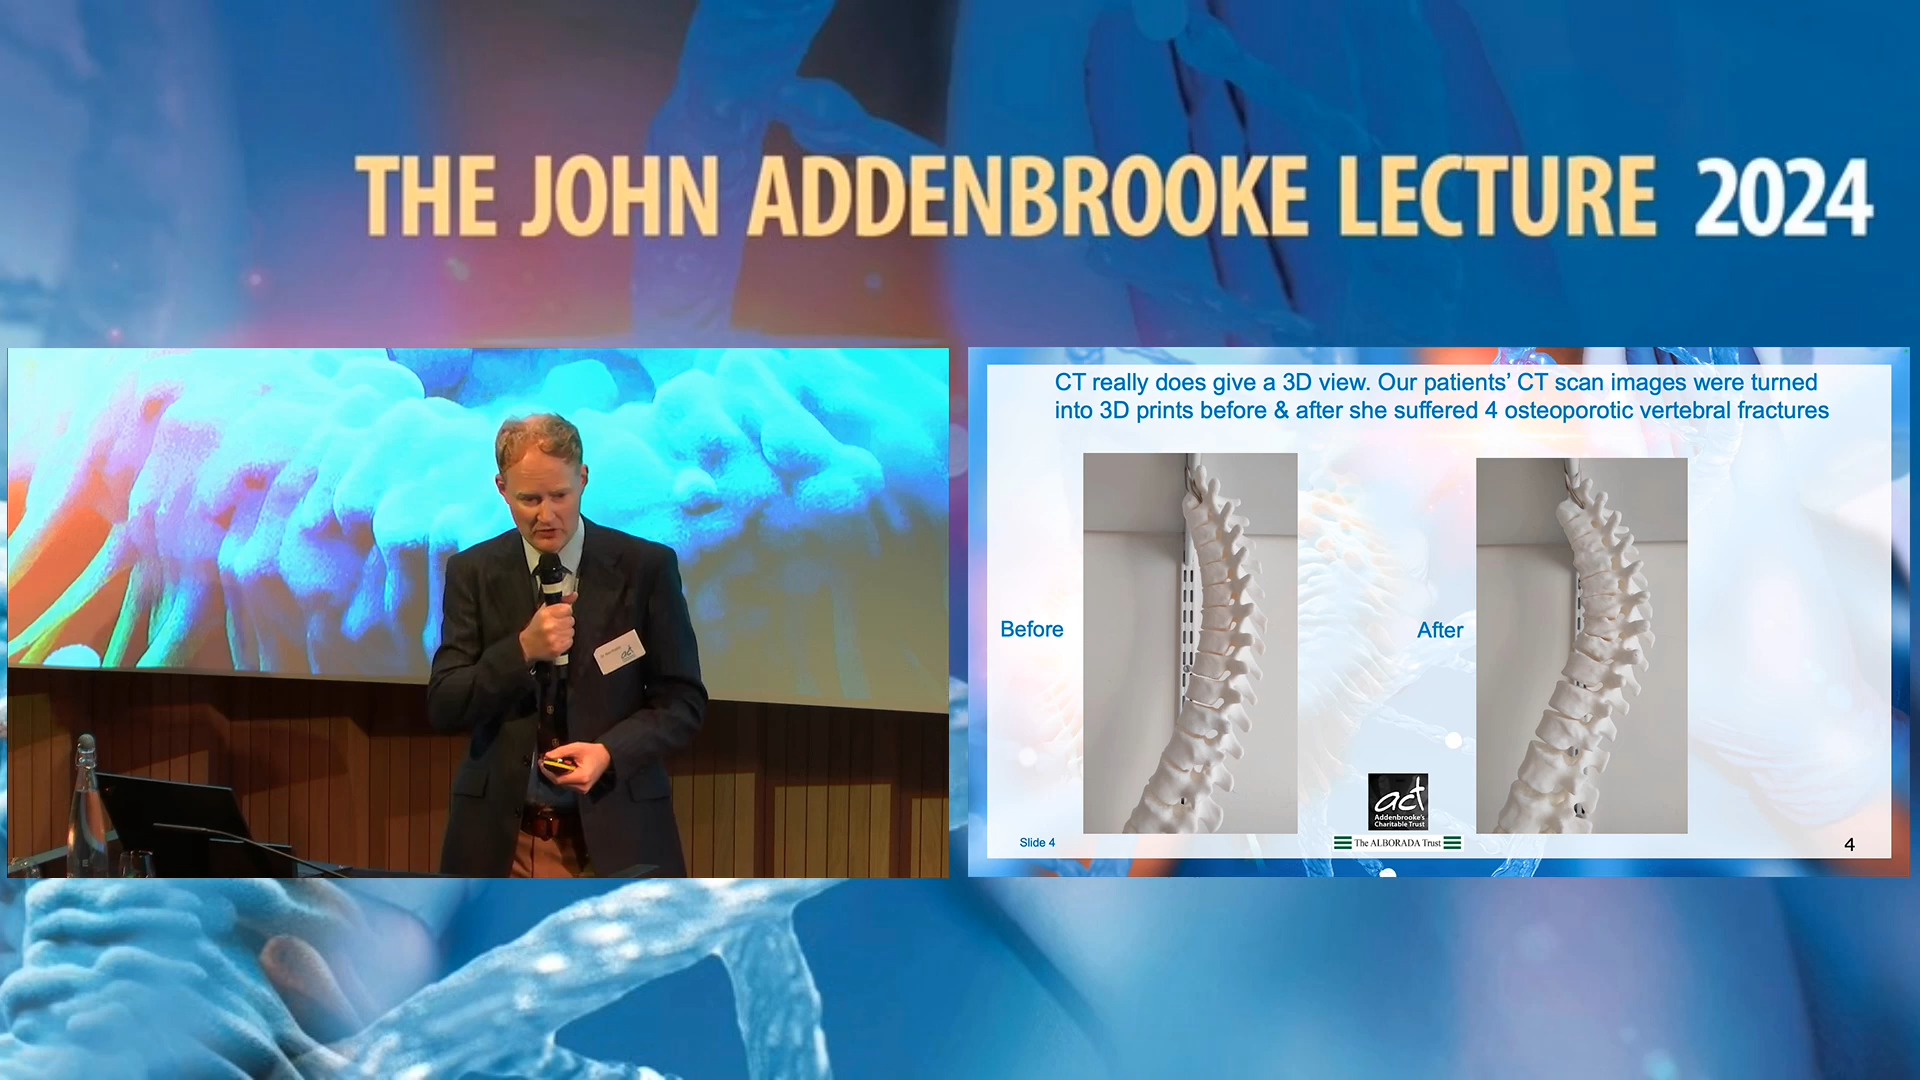 THE JOHN ADDENBROOKE LECTURE 2024
act
CT really does give a 3D view. Our patients’ CT scan images were turned
into 3D prints before & after she suffered 4 osteoporotic vertebral fractures
Before
After
act
Addenbrooke's
Charitable Trust
The ALBORADA Trust
Slide 4
4